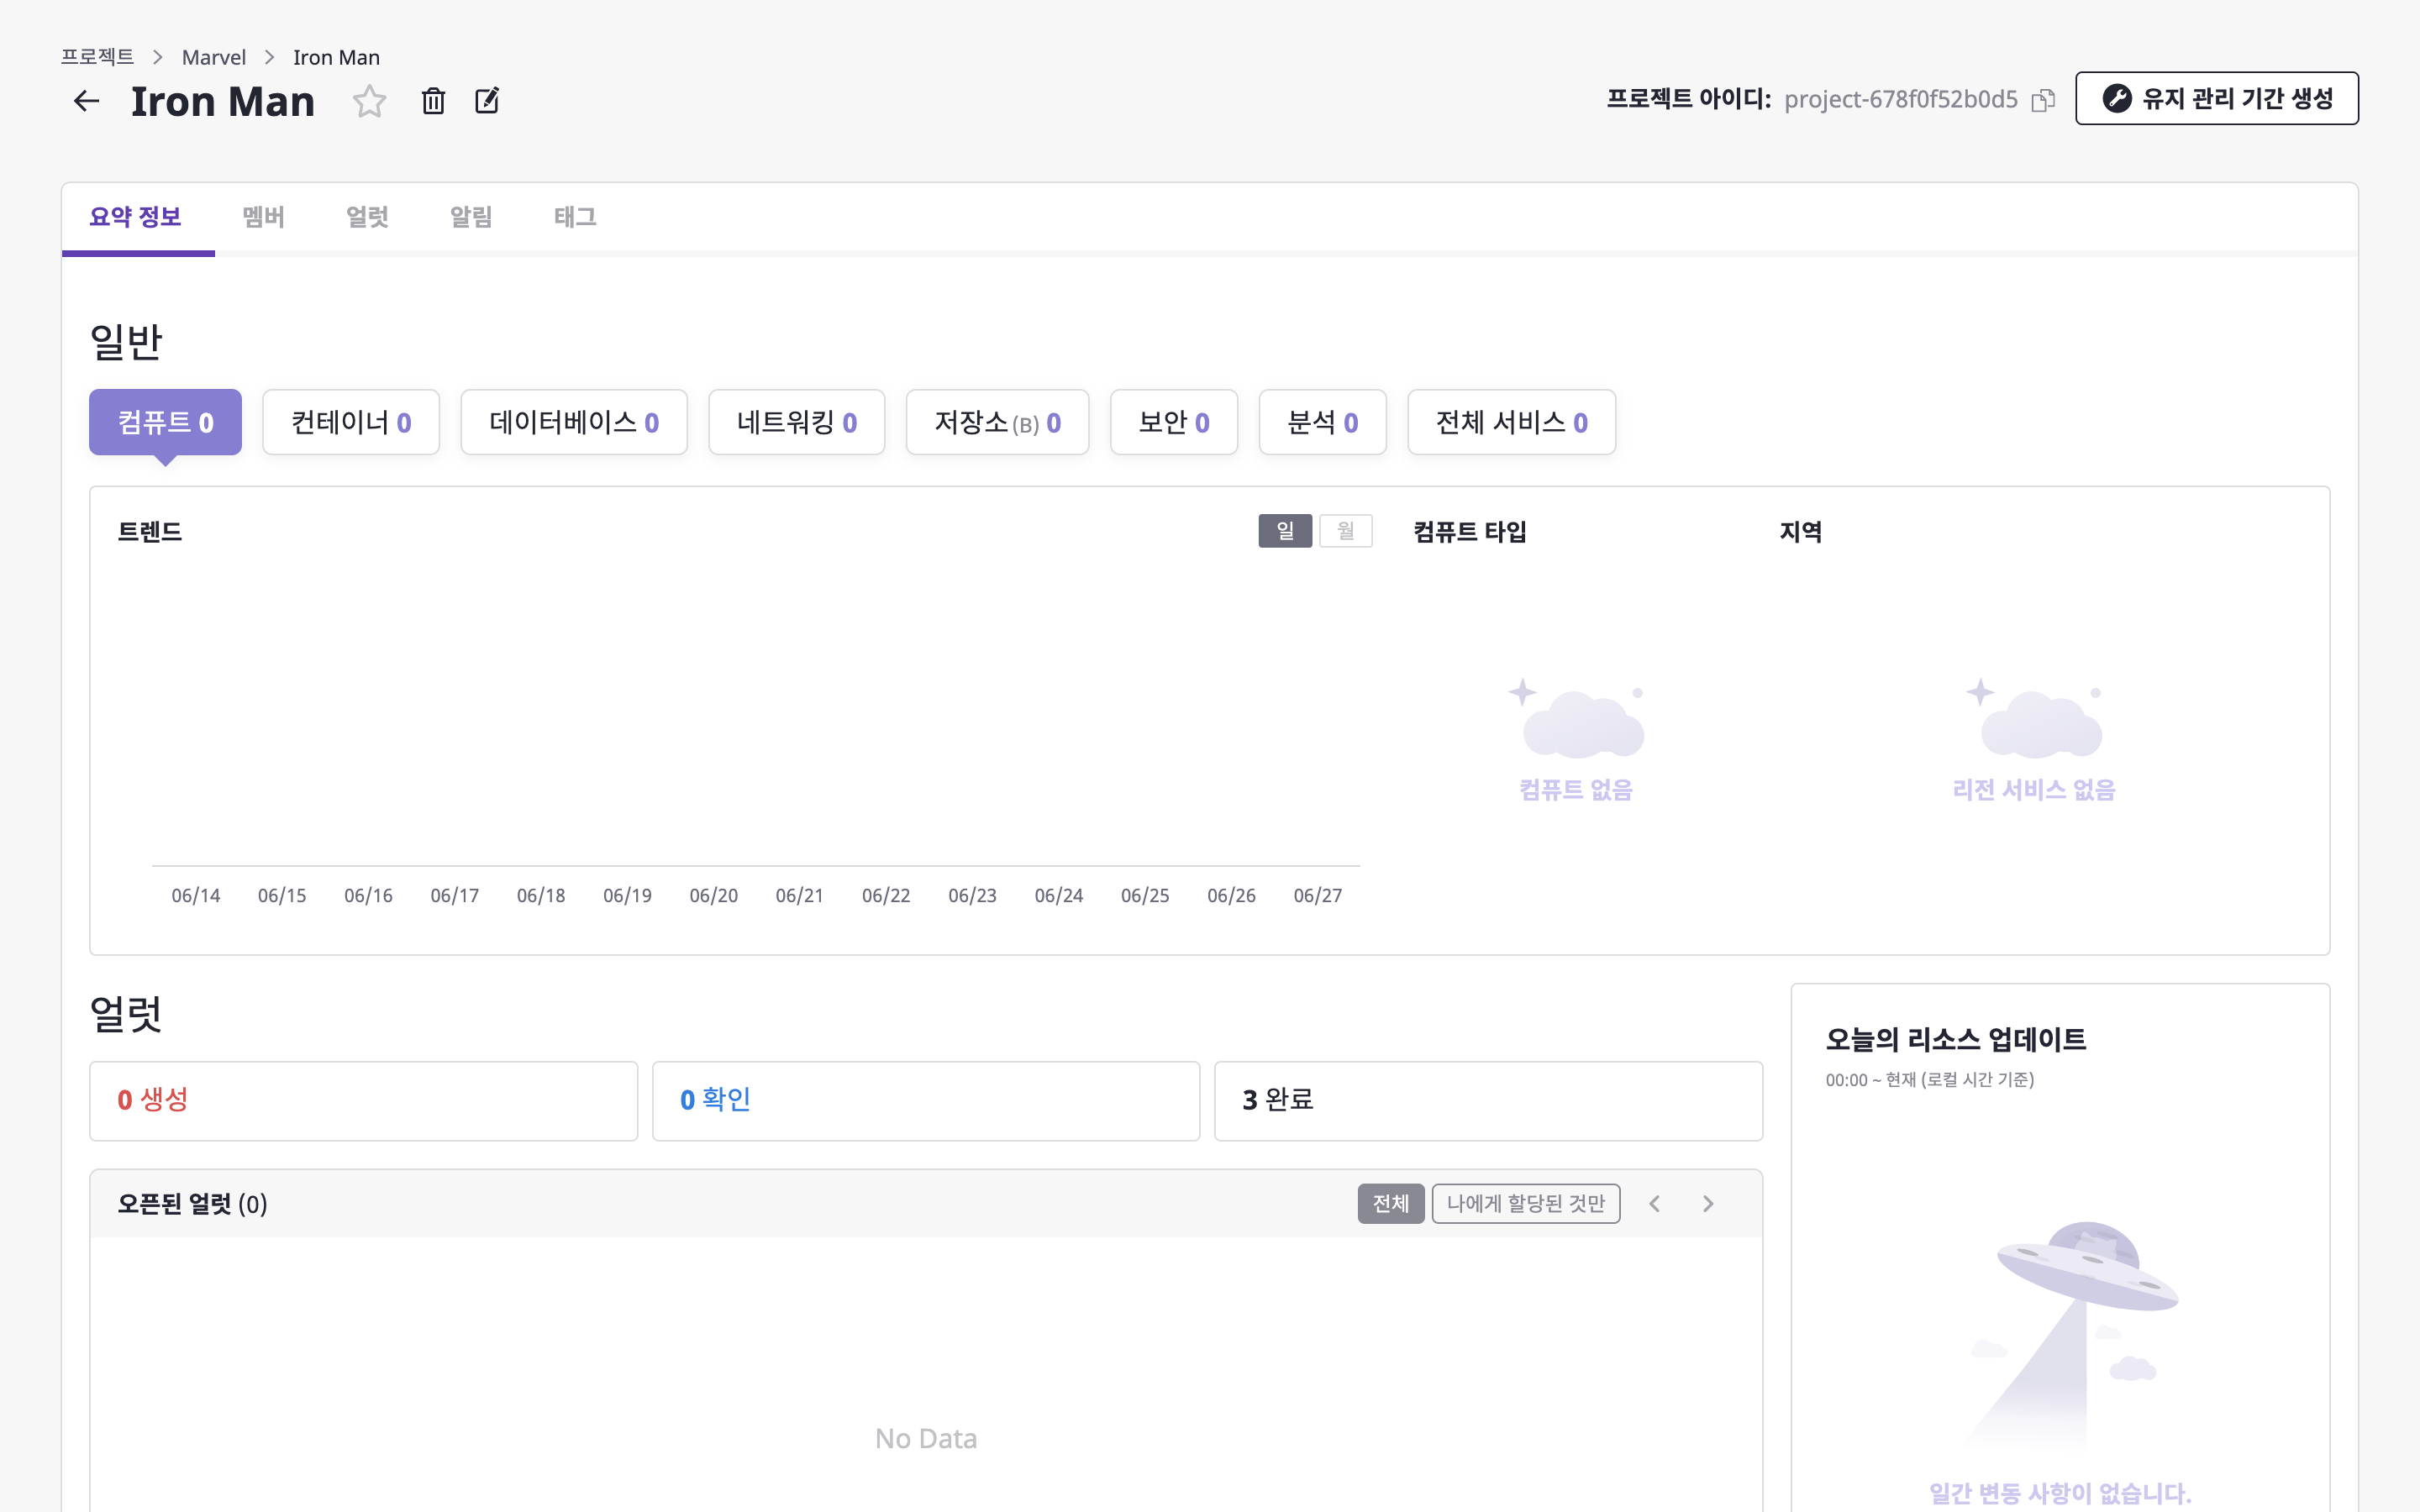 프로젝트 > Marvel > Iron Man
Iron Man
프로젝트 아이디: project-678f0f52b0d5
유지 관리 기간 생성
요약 정보 멤버 얼럿 알림 태그
일반
컴퓨트 0 컨테이너 0 데이터베이스 0 네트워킹 0 저장소 (B) 0 보안 0 분석 0 전체 서비스 0
트렌드 일 월 컴퓨트 타입 지역
컴퓨트 없음 리전 서비스 없음
06/14 06/15 06/16 06/17 06/18 06/19 06/20 06/21 06/22 06/23 06/24 06/25 06/26 06/27
얼럿
0 생성 0 확인 3 완료
오픈된 얼럿 (0) 전체 나에게 할당된 것만
No Data
오늘의 리소스 업데이트
00:00 ~ 현재 (로컬 시간 기준)
일간 변동 사항이 없습니다.